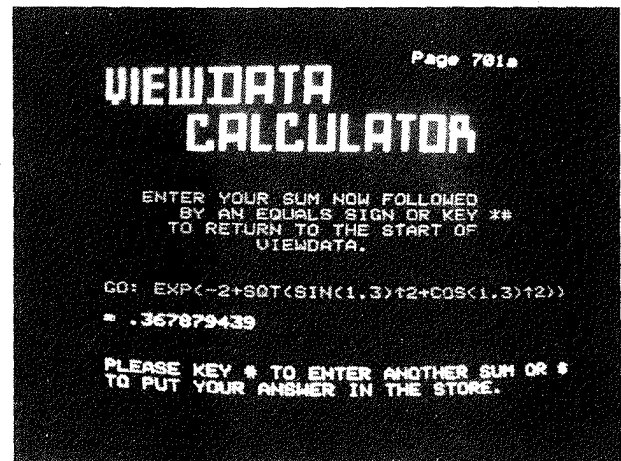 Page 701a
VIEWDATA
CALCULATOR
ENTER YOUR SUM NOW FOLLOWED
BY AN EQUALS SIGN OR KEY *#
TO RETURN TO THE START OF
VIEWDATA.
GO: EXP(-2+SQT(SIN(1.3)↑2+COS(1.3)↑2))
= .367879439
PLEASE KEY # TO ENTER ANOTHER SUM OR *
TO PUT YOUR ANSWER IN THE STORE.